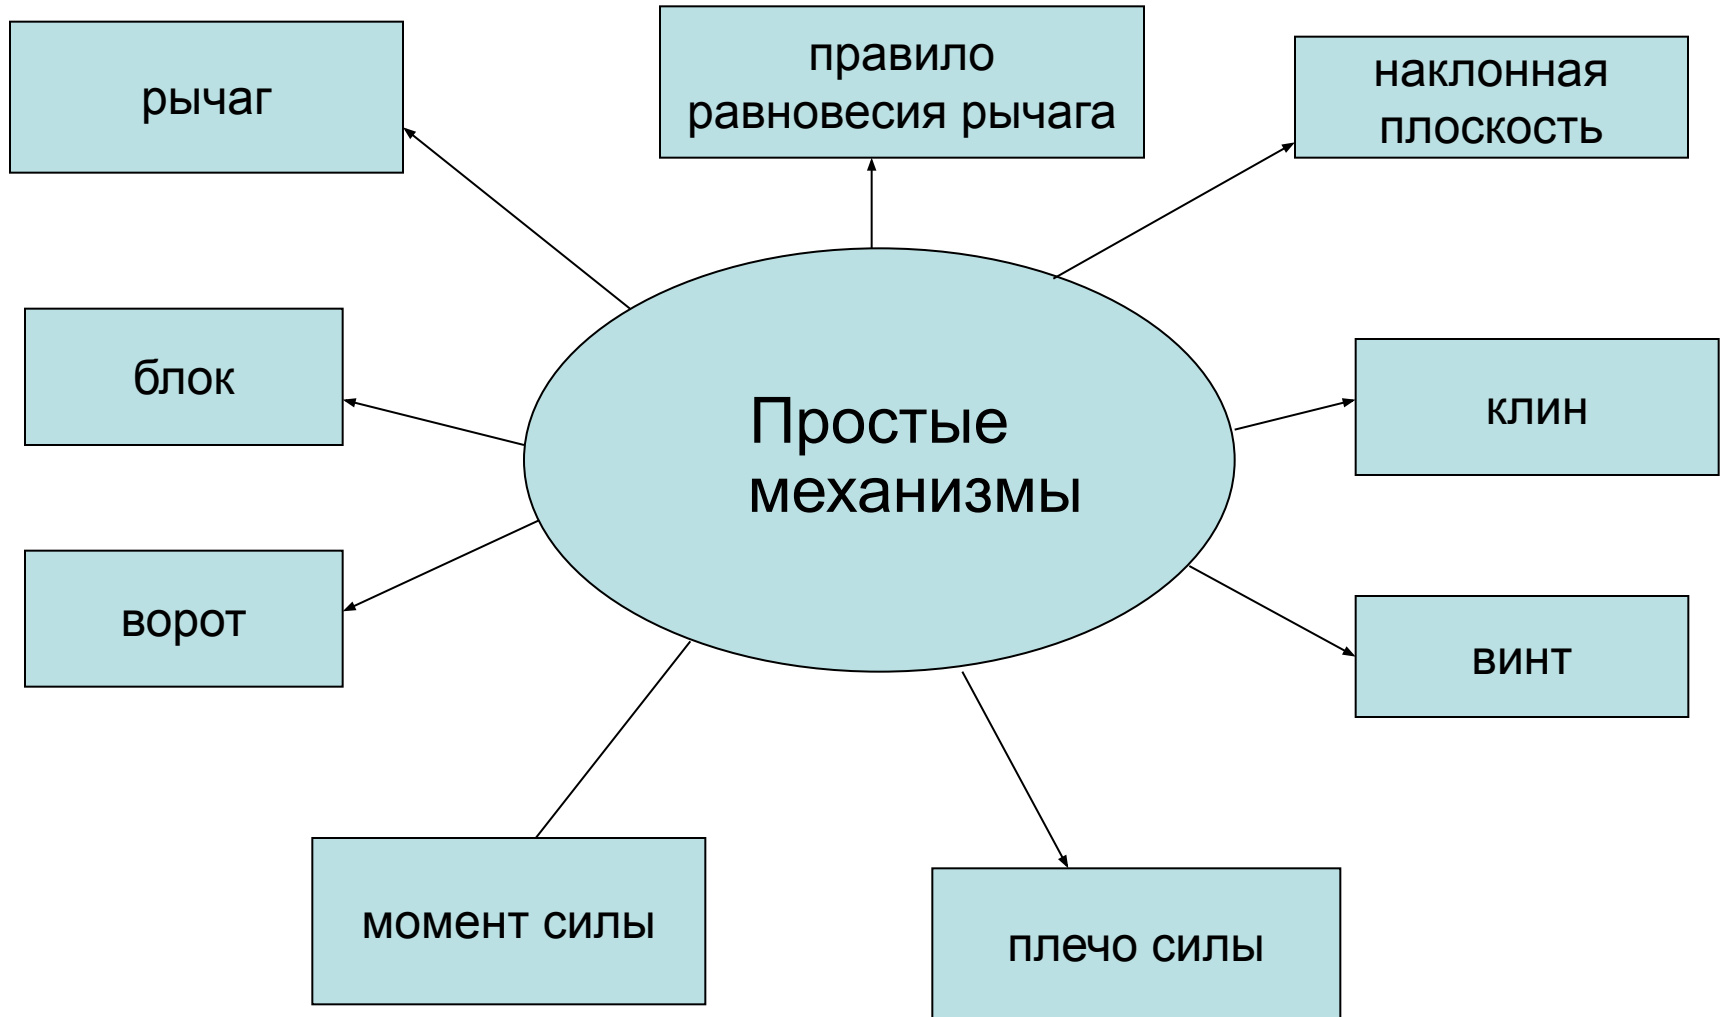 рычаг
правило
равновесия рычага
наклонная
плоскость
блок
Простые
механизмы
клин
ворот
винт
момент силы
плечо силы